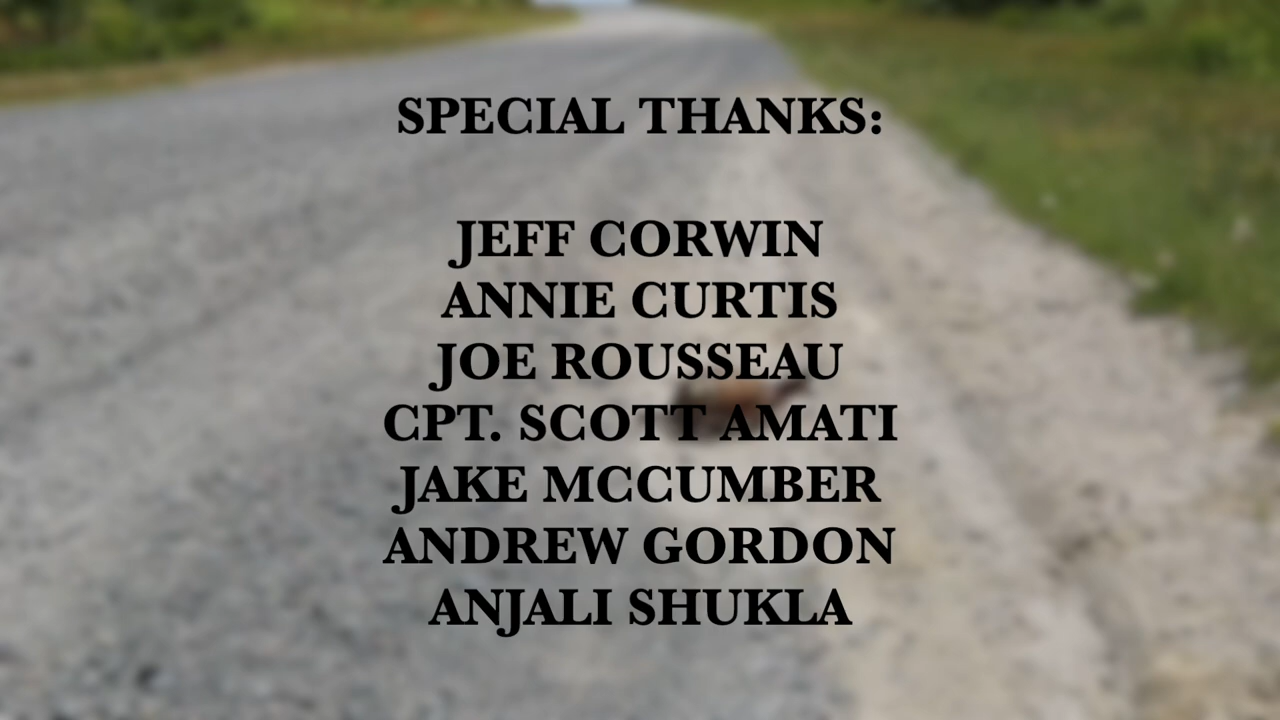 SPECIAL THANKS:
JEFF CORWIN
ANNIE CURTIS
JOE ROUSSEAU
CPT. SCOTT AMATI
JAKE MCCUMBER
ANDREW GORDON
ANJALI SHUKLA